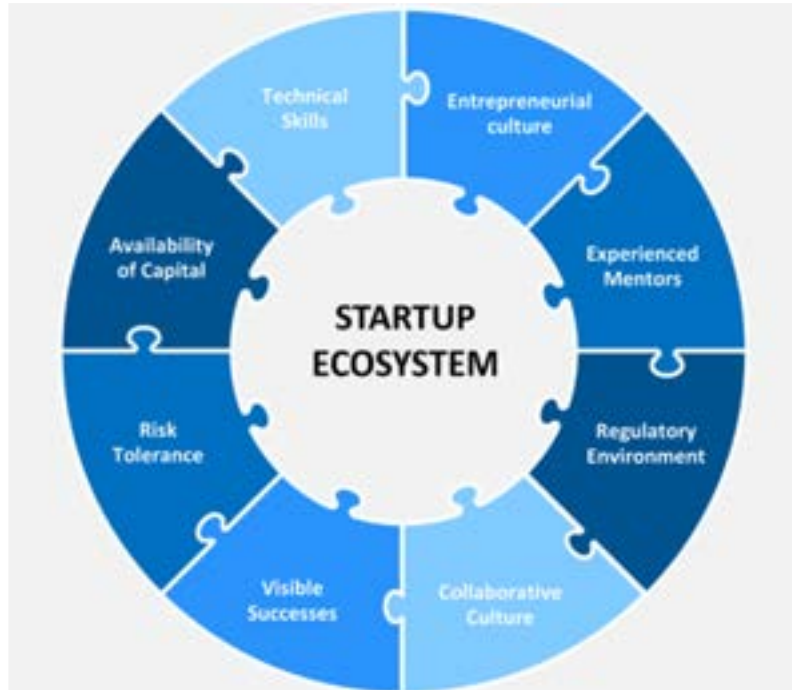 Technical
Skills
Entrepreneurial
culture
Experienced
Mentors
Regulatory
Environment
Collaborative
Culture
Visible
Successes
Risk
Tolerance
Availability
of Capital
STARTUP
ECOSYSTEM